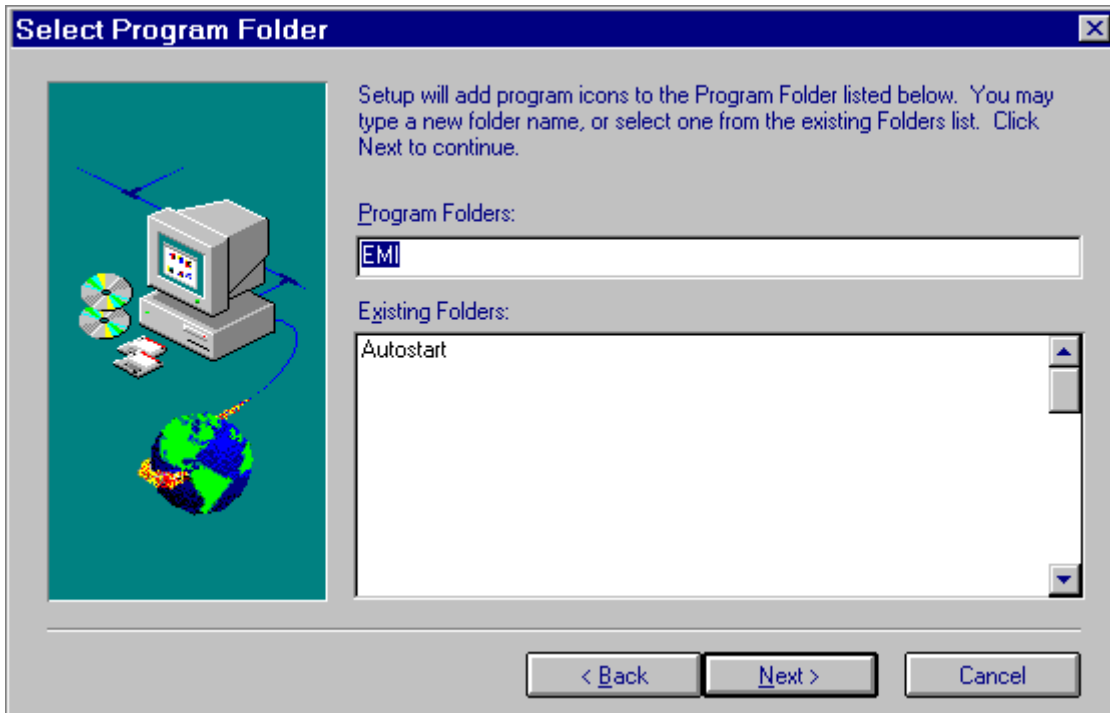 Select Program Folder
Setup will add program icons to the Program Folder listed below.  You may
type a new folder name, or select one from the existing Folders list.  Click
Next to continue.
Program Folders:
EMI
Existing Folders:
Autostart
< Back
Next >
Cancel